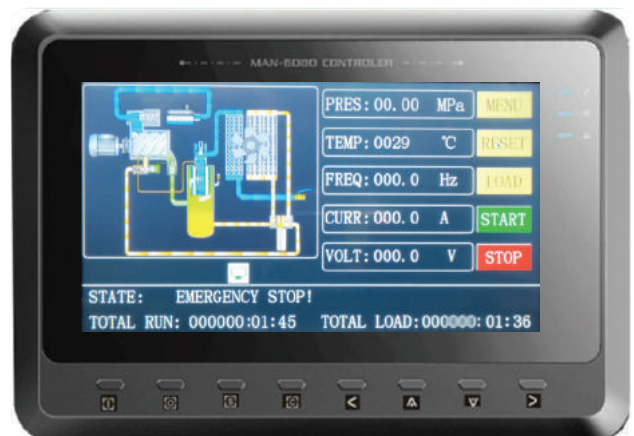 MAN-6080 CONTROLER
PRES: 00.00 MPa MENU
TEMP: 0029 ℃ RESET
FREQ: 000.0 Hz LOAD
CURR: 000.0 A START
VOLT: 000.0 V STOP
STATE: EMERGENCY STOP!
TOTAL RUN: 000000:01:45 TOTAL LOAD: 000000:01:36